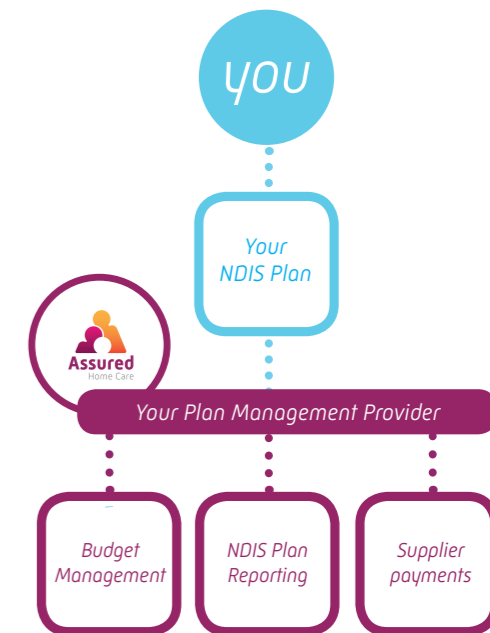 you
Your
NDIS Plan
Assured
Home Care
Your Plan Management Provider
Budget
Management
NDIS Plan
Reporting
Supplier
payments